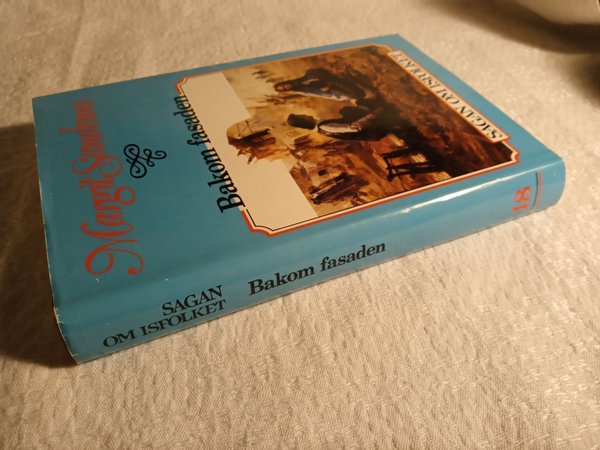 Margit Sandemo
Bakom fasaden
SAGAN OM ISFOLKET
SAGAN
OM ISFOLKET
Bakom fasaden
18